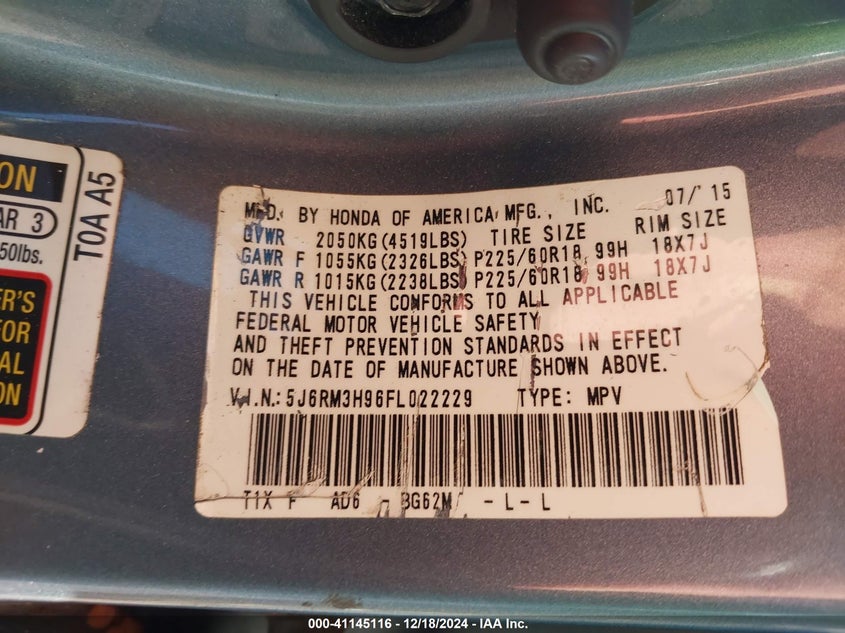 ON
AR 3
50lbs.
TOA A5
ER'S
FOR
AL
ON
MFD. BY HONDA OF AMERICA MFG., INC. 07/'15
GVWR 2050KG(4519LBS) TIRE SIZE RIM SIZE
GAWR F 1055KG(2326LBS) P225/60R18 99H 18X7J
GAWR R 1015KG(2238LBS) P225/60R18 99H 18X7J
THIS VEHICLE CONFORMS TO ALL APPLICABLE
FEDERAL MOTOR VEHICLE SAFETY
AND THEFT PREVENTION STANDARDS IN EFFECT
ON THE DATE OF MANUFACTURE SHOWN ABOVE.
V.I.N.:5J6RM3H96FL022229 TYPE: MPV
T1X F AD6 - BG62M - L - L
000-41145116 - 12/18/2024 - IAA Inc.